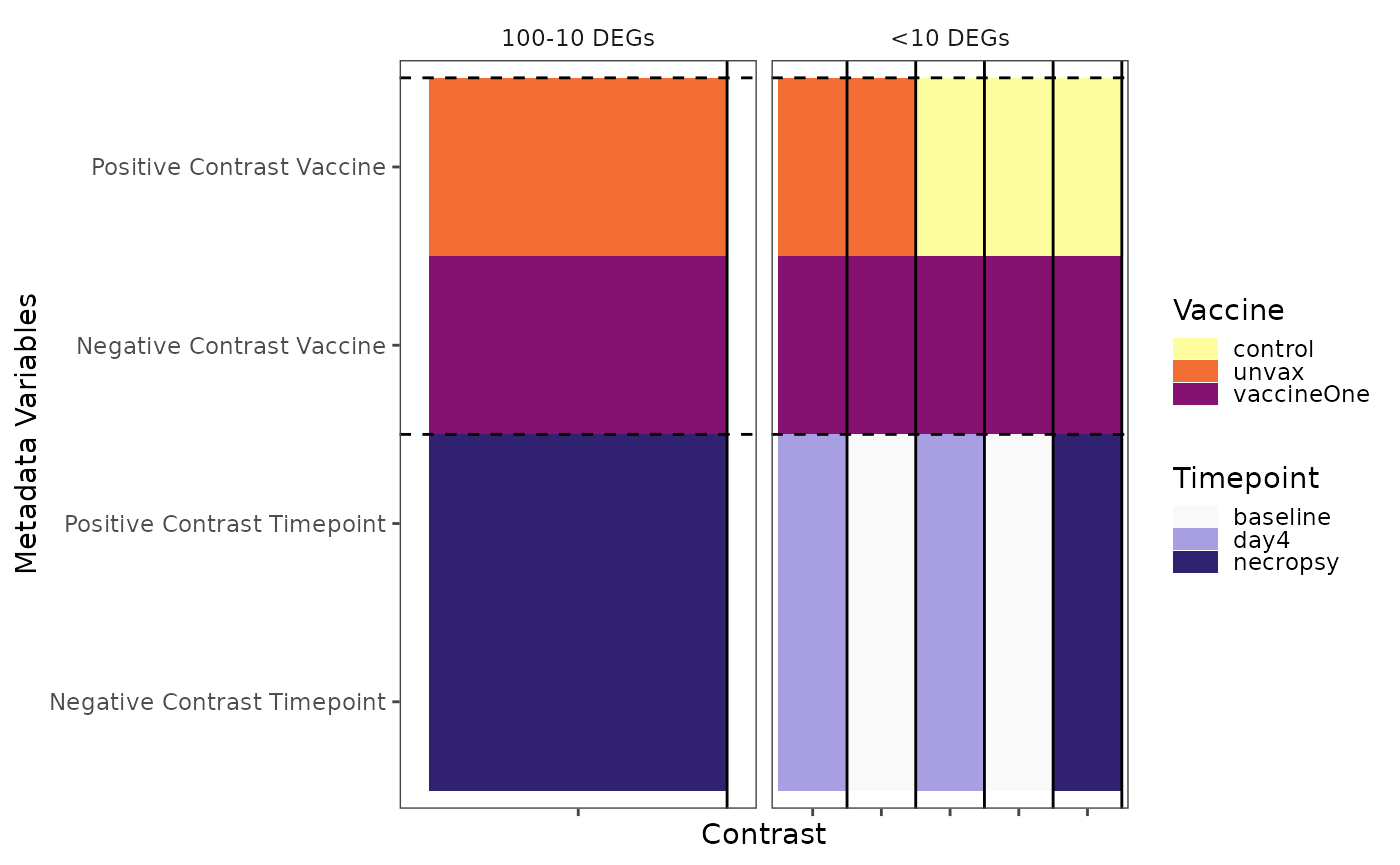 100-10 DEGs
<10 DEGs
Positive Contrast Vaccine
Negative Contrast Vaccine
Positive Contrast Timepoint
Negative Contrast Timepoint
Metadata Variables
Contrast
Vaccine
control
unvax
vaccineOne
Timepoint
baseline
day4
necropsy